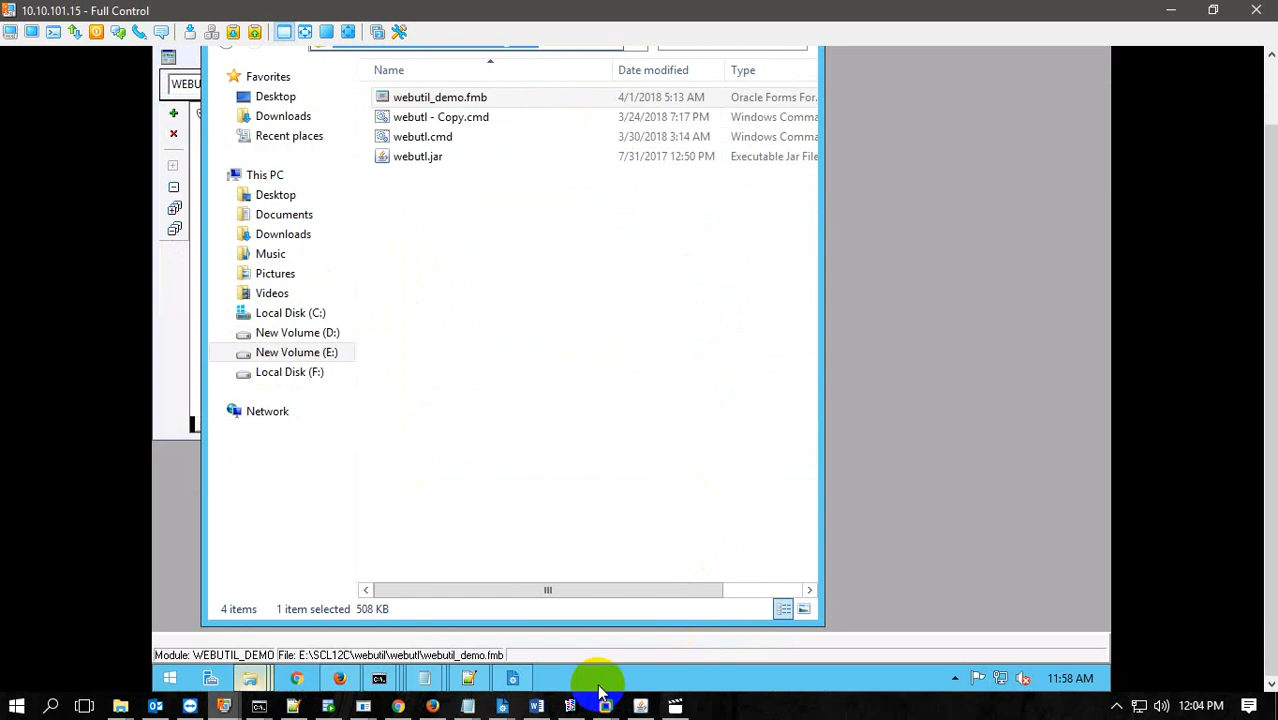 10.10.101.15 - Full Control
WEBU
Name
Date modified
Type
Favorites
Desktop
Downloads
Recent places
This PC
Desktop
Documents
Downloads
Music
Pictures
Videos
Local Disk (C:)
New Volume (D:)
New Volume (E:)
Local Disk (F:)
Network
webutil_demo.fmb 4/1/2018 5:13 AM Oracle Forms For...
webutl - Copy.cmd 3/24/2018 7:17 PM Windows Comma
webutl.cmd 3/30/2018 3:14 AM Windows Comma
webutl.jar 7/31/2017 12:50 PM Executable Jar File
4 items 1 item selected 508 KB
Module: WEBUTIL_DEMO File: E:\SCL12C\webutil\webutl\webutil_demo.fmb
11:58 AM
12:04 PM